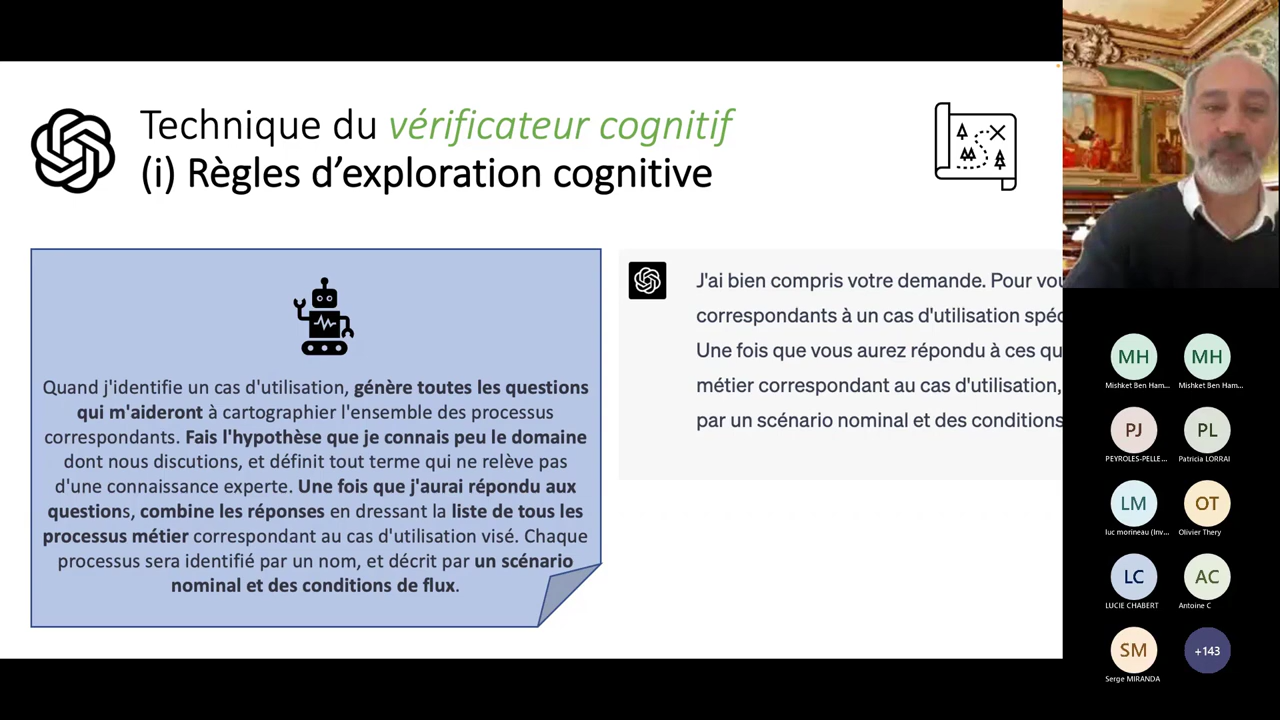 Technique du vérificateur cognitif
(i) Règles d’exploration cognitive
Quand j'identifie un cas d'utilisation, génère toutes les questions
qui m'aideront à cartographier l'ensemble des processus
correspondants. Fais l'hypothèse que je connais peu le domaine
dont nous discutions, et définit tout terme qui ne relève pas
d'une connaissance experte. Une fois que j'aurai répondu aux
questions, combine les réponses en dressant la liste de tous les
processus métier correspondant au cas d'utilisation visé. Chaque
processus sera identifié par un nom, et décrit par un scénario
nominal et des conditions de flux.
J'ai bien compris votre demande. Pour vou
correspondants à un cas d'utilisation spéc
Une fois que vous aurez répondu à ces qu
métier correspondant au cas d'utilisation,
par un scénario nominal et des conditions
MH MH
Mishket Ben Ham... Mishket Ben Ham...
PJ PL
PEYROLES-PELLE... Patricia LORRAI
LM OT
luc morineau (Inv... Olivier Thery
LC AC
LUCIE CHABERT Antoine C
SM +143
Serge MIRANDA